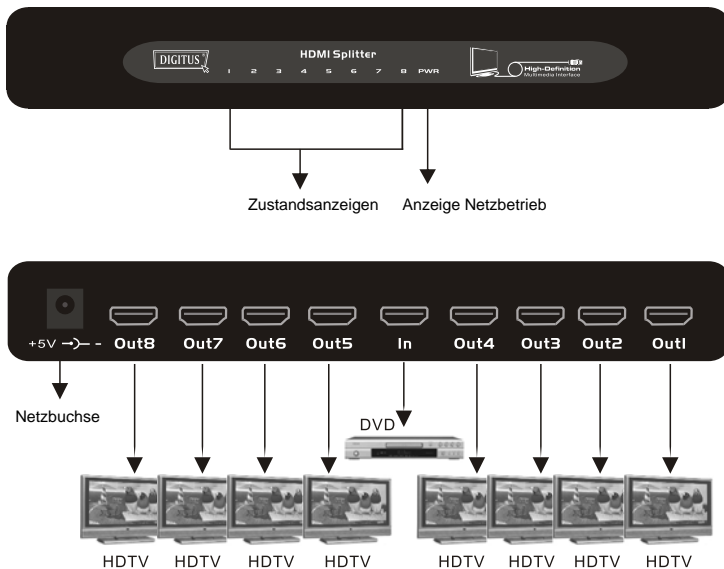 DIGITUS
HDMI Splitter
1 2 3 4 5 6 7 8 PWR
High-Definition
Multimedia Interface
Zustandsanzeigen Anzeige Netzbetrieb
+5V - Out8 Out7 Out6 Out5 In Out4 Out3 Out2 Out1
Netzbuchse
DVD
HDTV HDTV HDTV HDTV HDTV HDTV HDTV HDTV